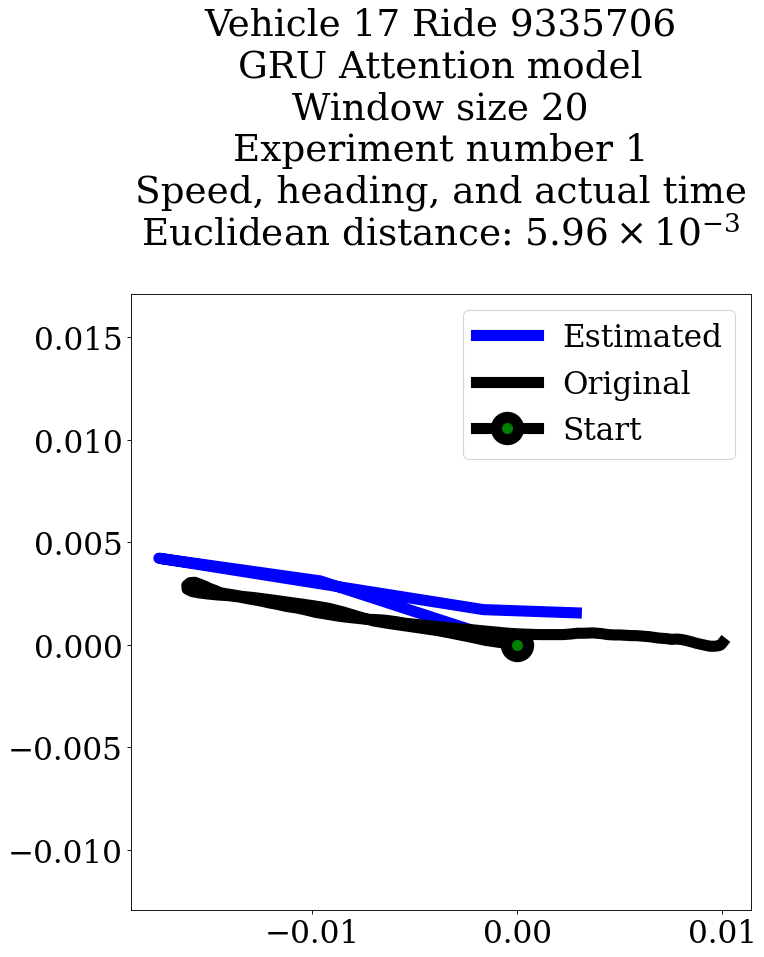 Vehicle 17 Ride 9335706
GRU Attention model
Window size 20
Experiment number 1
Speed, heading, and actual time
Euclidean distance: 5.96 × 10⁻³
Estimated
Original
Start
0.015
0.010
0.005
0.000
−0.005
−0.010
−0.01
0.00
0.01